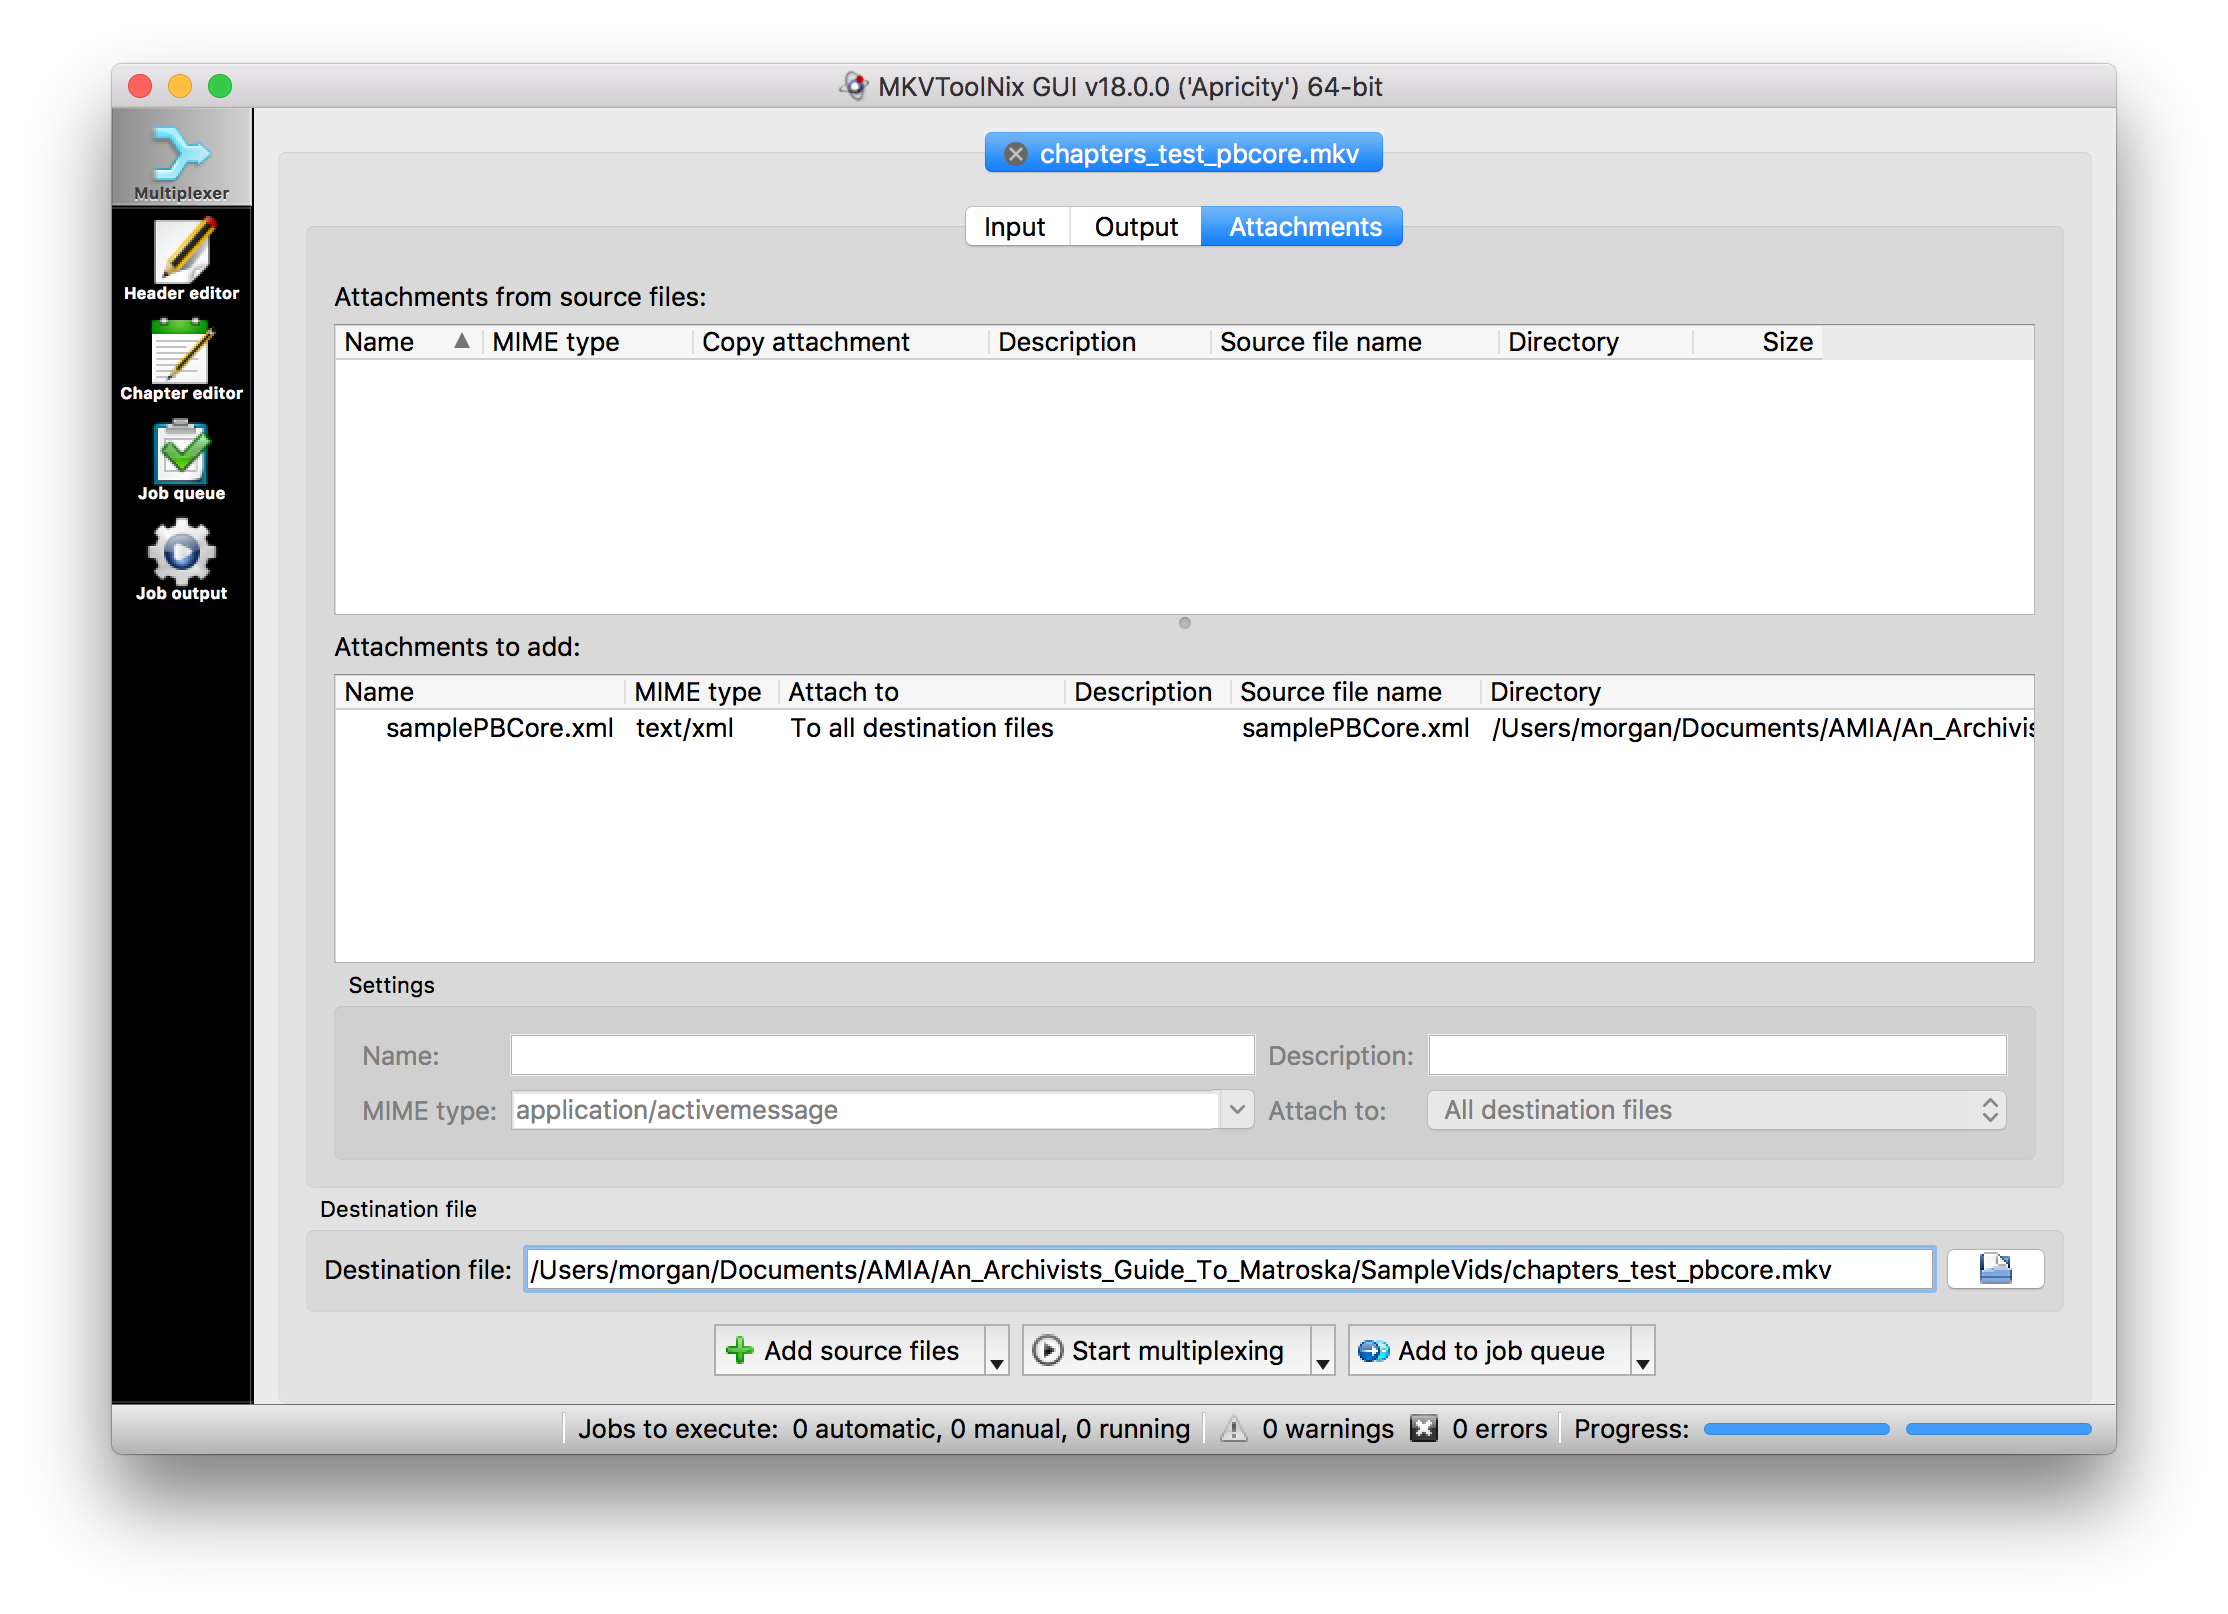 MKVToolNix GUI v18.0.0 ('Apricity') 64-bit
Multiplexer
Header editor
Chapter editor
Job queue
Job output
chapters_test_pbcore.mkv
Input Output Attachments
Attachments from source files:
Name MIME type Copy attachment Description Source file name Directory Size
Attachments to add:
Name MIME type Attach to Description Source file name Directory
samplePBCore.xml text/xml To all destination files samplePBCore.xml /Users/morgan/Documents/AMIA/An_Archivis
Settings
Name: Description:
MIME type: application/activemessage Attach to: All destination files
Destination file
Destination file: /Users/morgan/Documents/AMIA/An_Archivists_Guide_To_Matroska/SampleVids/chapters_test_pbcore.mkv
Add source files Start multiplexing Add to job queue
Jobs to execute: 0 automatic, 0 manual, 0 running 0 warnings 0 errors Progress: